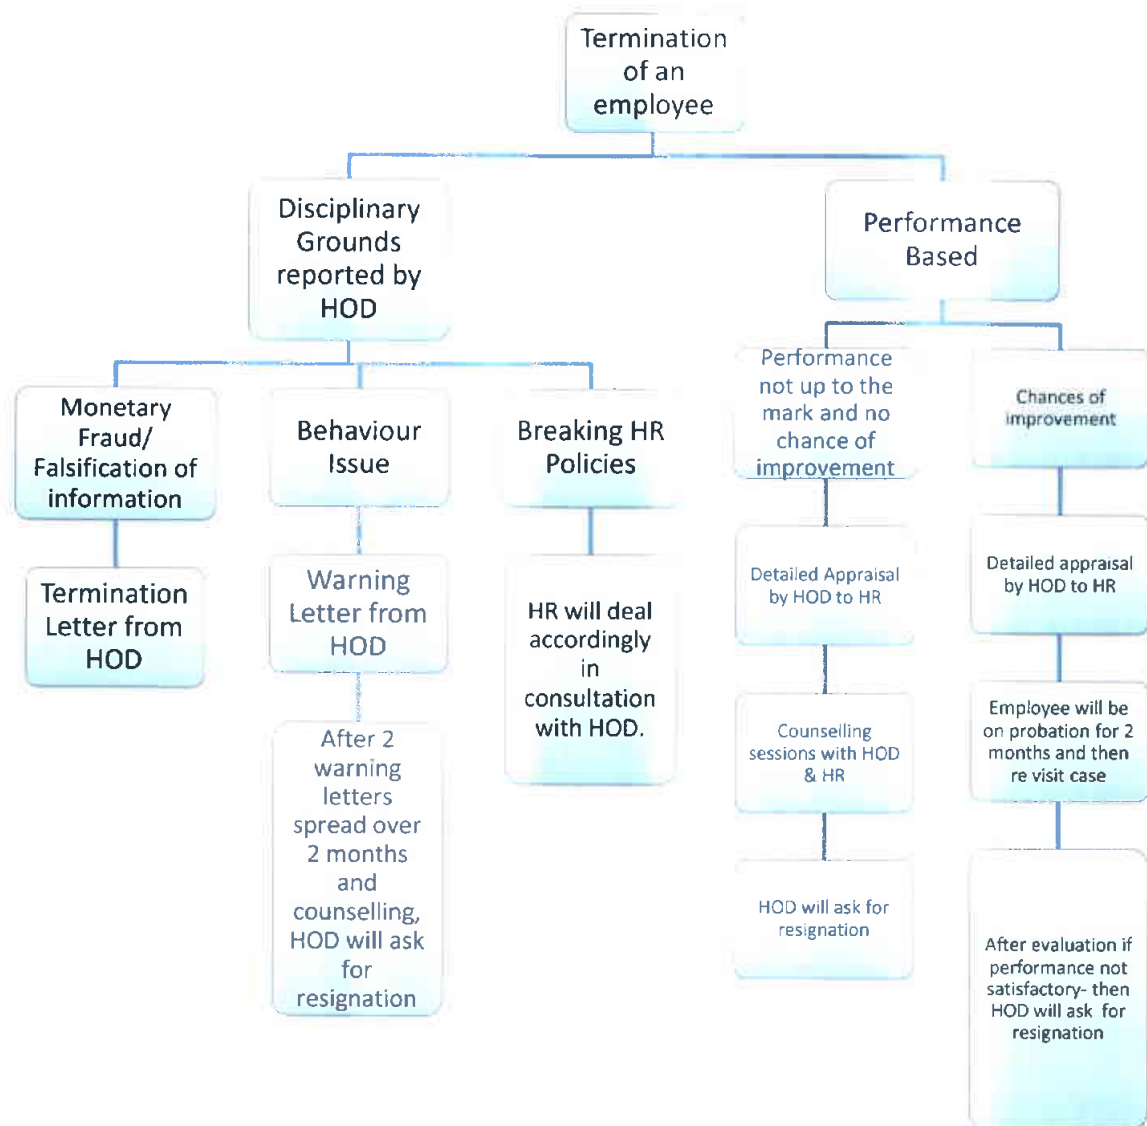 Termination
of an
employee
Disciplinary
Grounds
reported by
HOD
Performance
Based
Monetary
Fraud/
Falsification of
information
Behaviour
Issue
Breaking HR
Policies
Performance
not up to the
mark and no
chance of
improvement
Chances of
improvement
Termination
Letter from
HOD
Warning
Letter from
HOD
HR will deal
accordingly
in
consultation
with HOD.
Detailed Appraisal
by HOD to HR
Detailed appraisal
by HOD to HR
After 2
warning
letters
spread over
2 months
and
counselling,
HOD will ask
for
resignation
Counselling
sessions with HOD
& HR
Employee will be
on probation for 2
months and then
re visit case
HOD will ask for
resignation
After evaluation if
performance not
satisfactory- then
HOD will ask for
resignation